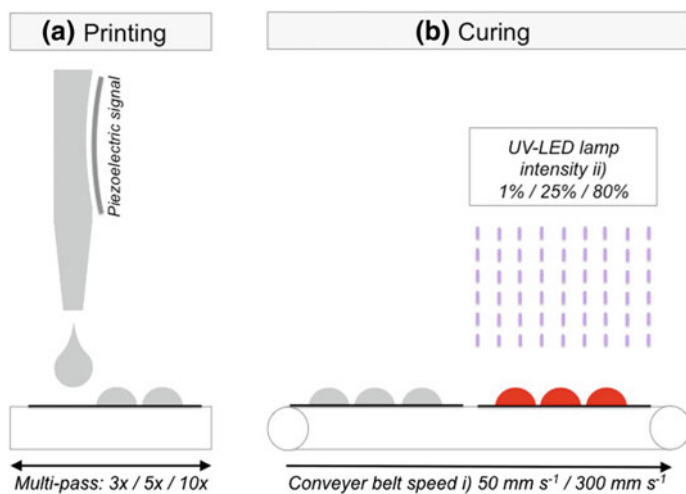 (a) Printing
Piezoelectric signal
Multi-pass: 3x / 5x / 10x
(b) Curing
UV-LED lamp
intensity ii)
1% / 25% / 80%
Conveyer belt speed i) 50 mm s⁻¹ / 300 mm s⁻¹